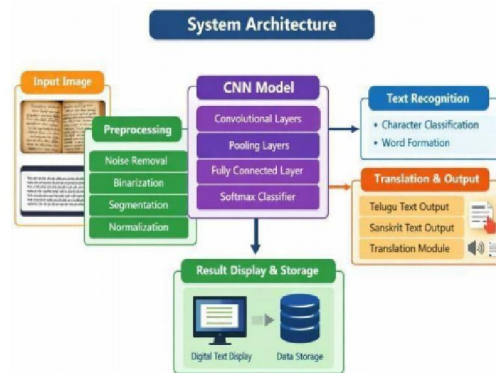 System Architecture
Input Image
Preprocessing
Noise Removal
Binarization
Segmentation
Normalization
CNN Model
Convolutional Layers
Pooling Layers
Fully Connected Layer
Softmax Classifier
Text Recognition
• Character Classification
• Word Formation
Translation & Output
Telugu Text Output
Sanskrit Text Output
Translation Module
Result Display & Storage
Digital Text Display
Data Storage